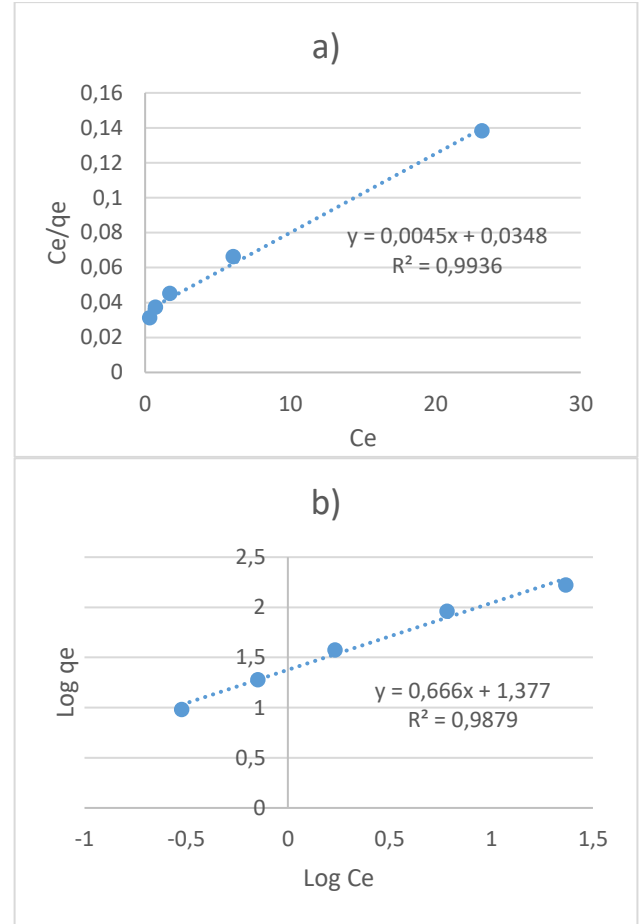 a)
0,16
0,14
0,12
0,1
0,08
0,06
0,04
0,02
0
Ce/qe
y = 0,0045x + 0,0348
R² = 0,9936
0 10 20 30
Ce
b)
2,5
2
1,5
1
0,5
0
Log qe
y = 0,666x + 1,377
R² = 0,9879
-1 -0,5 0 0,5 1 1,5
Log Ce